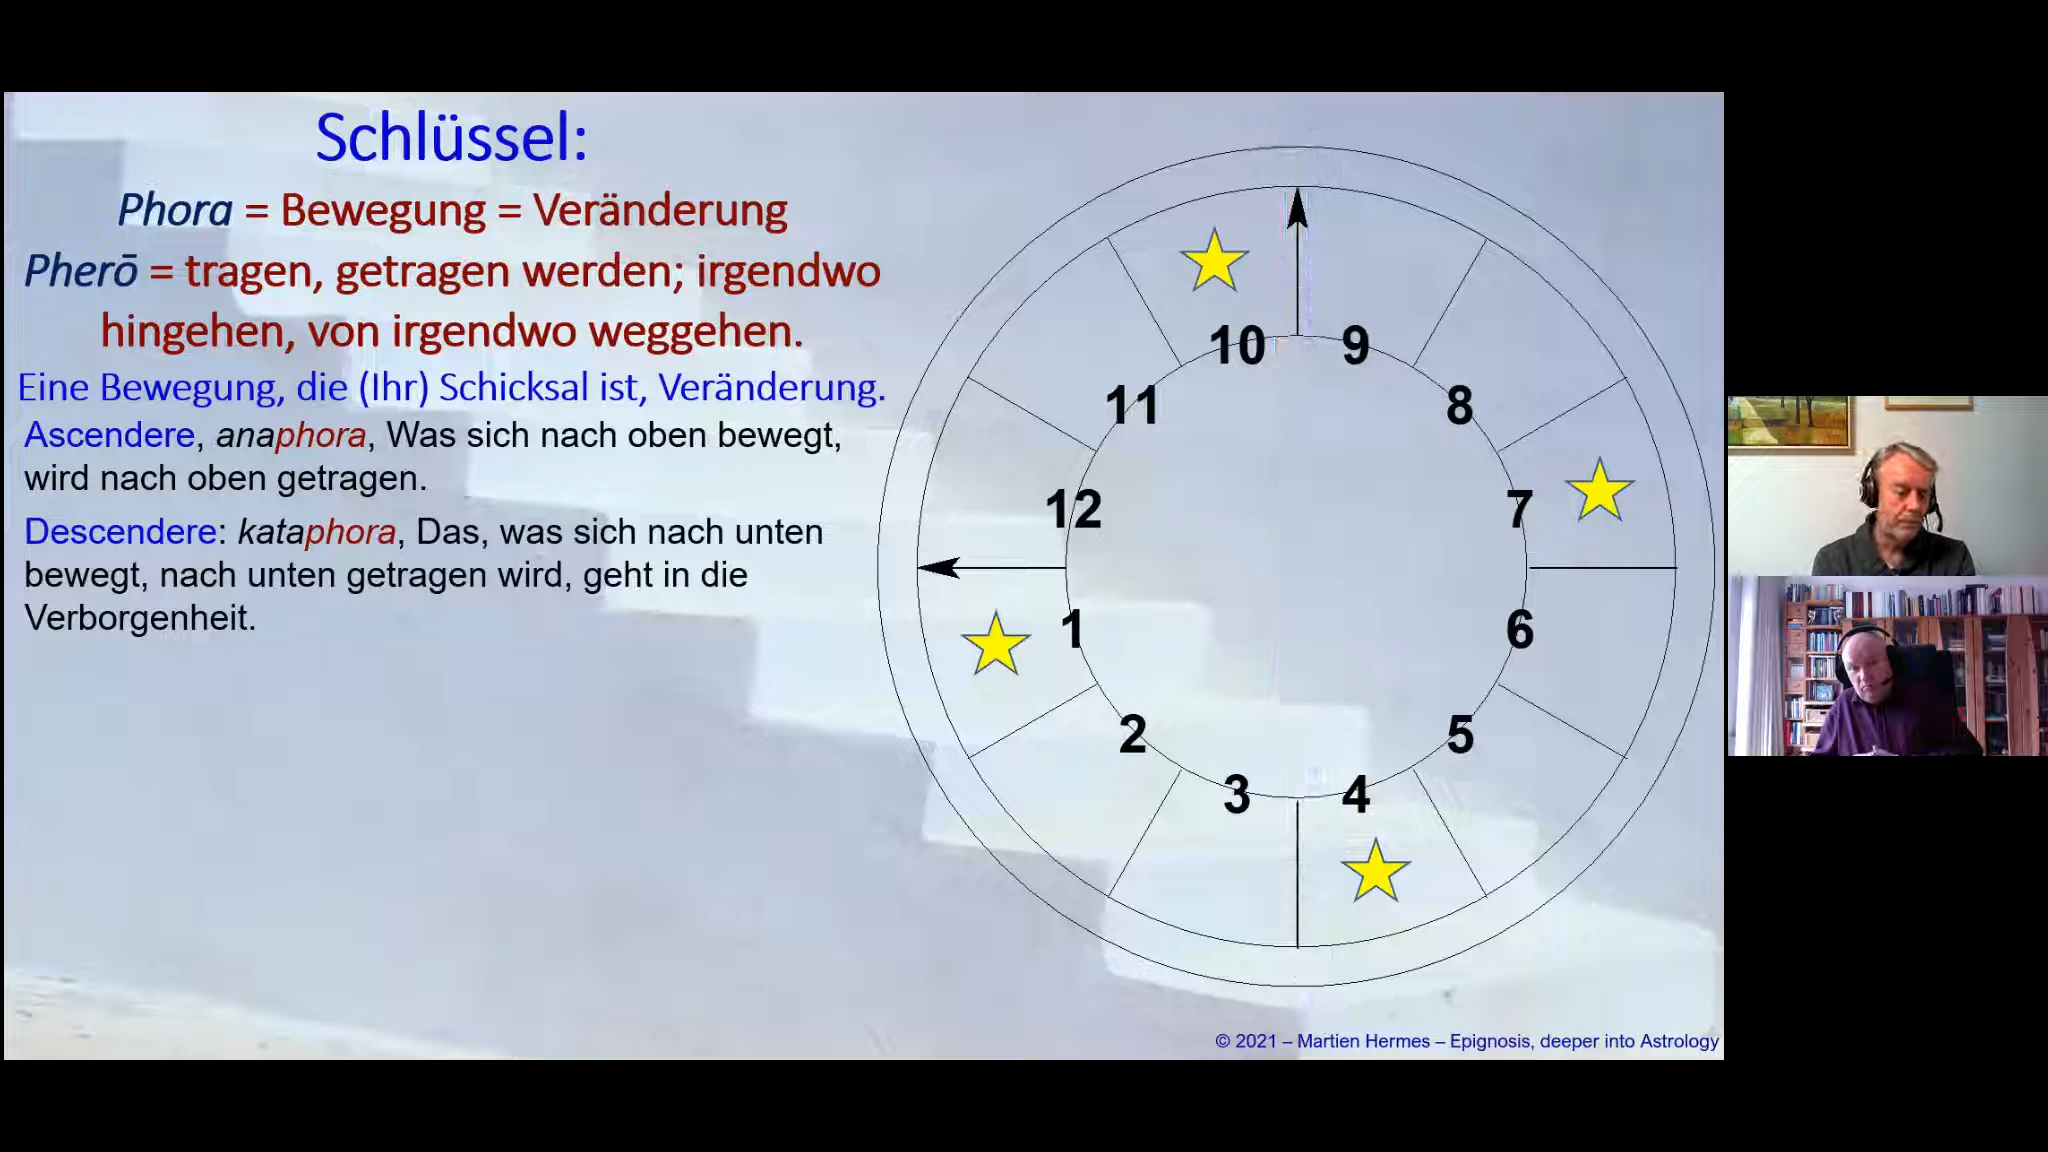 Schlüssel:
Phora = Bewegung = Veränderung
Pherō = tragen, getragen werden; irgendwo
hingehen, von irgendwo weggehen.
Eine Bewegung, die (Ihr) Schicksal ist, Veränderung.
Ascendere, anaphora, Was sich nach oben bewegt,
wird nach oben getragen.
Descendere: kataphora, Das, was sich nach unten
bewegt, nach unten getragen wird, geht in die
Verborgenheit.
10 9
11 8
12 7
1 6
2 5
3 4
© 2021 – Martien Hermes – Epignosis, deeper into Astrology